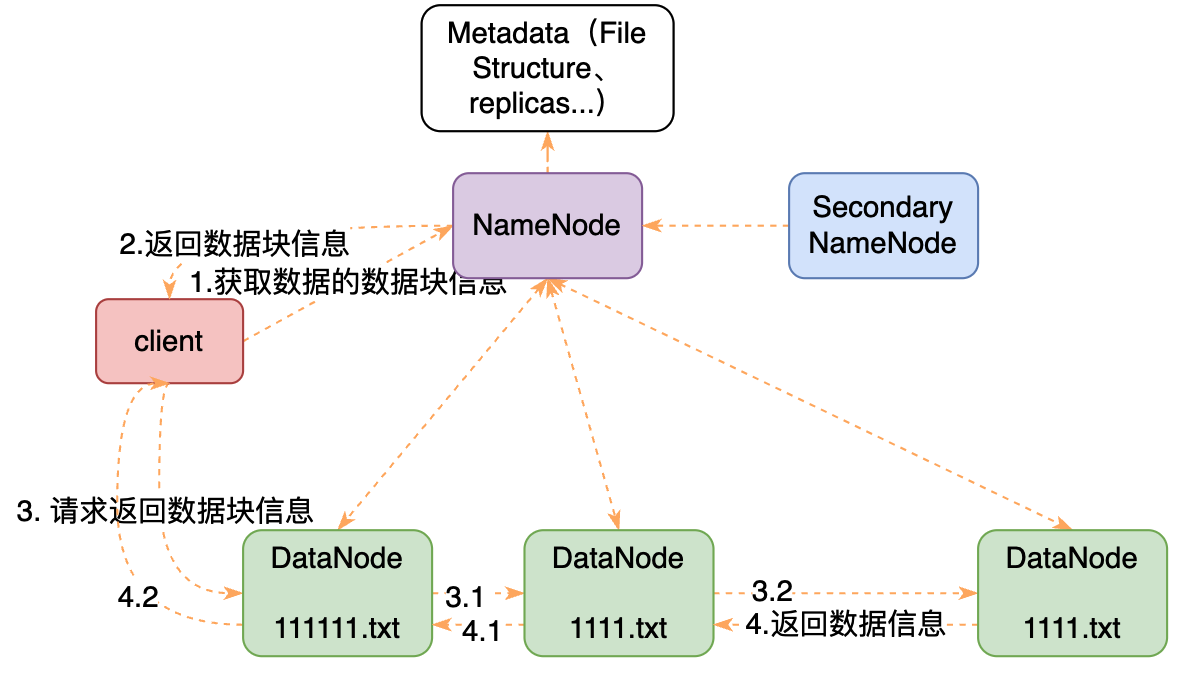 Metadata（File
Structure、
replicas...）
NameNode
Secondary
NameNode
2.返回数据块信息
1.获取数据的数据块信息
client
3. 请求返回数据块信息
DataNode
111111.txt
DataNode
1111.txt
DataNode
1111.txt
4.2
3.1
4.1
3.2
4.返回数据信息